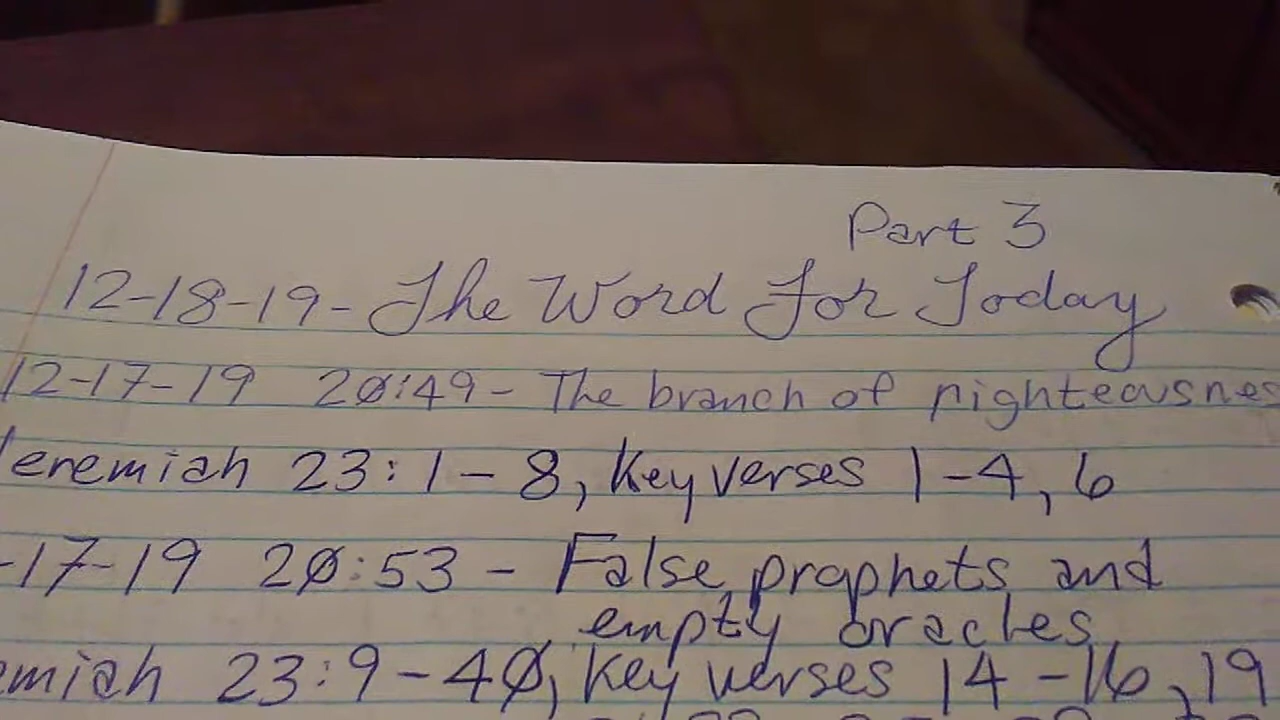 Part 3
12-18-19- The Word For Today
12-17-19 20:49- The branch of righteousnes
Jeremiah 23:1-8, Key verses 1-4, 6
-17-19 20:53 - False prophets and
empty oracles
emiah 23:9-40, Key verses 14-16, 19